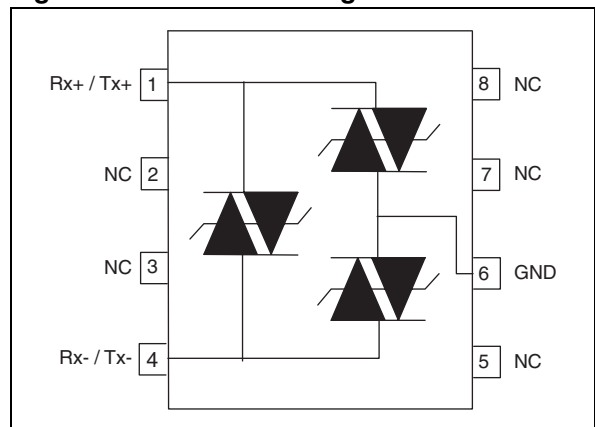 Rx+ / Tx+ 1
8 NC
NC 2
7 NC
NC 3
6 GND
Rx- / Tx- 4
5 NC